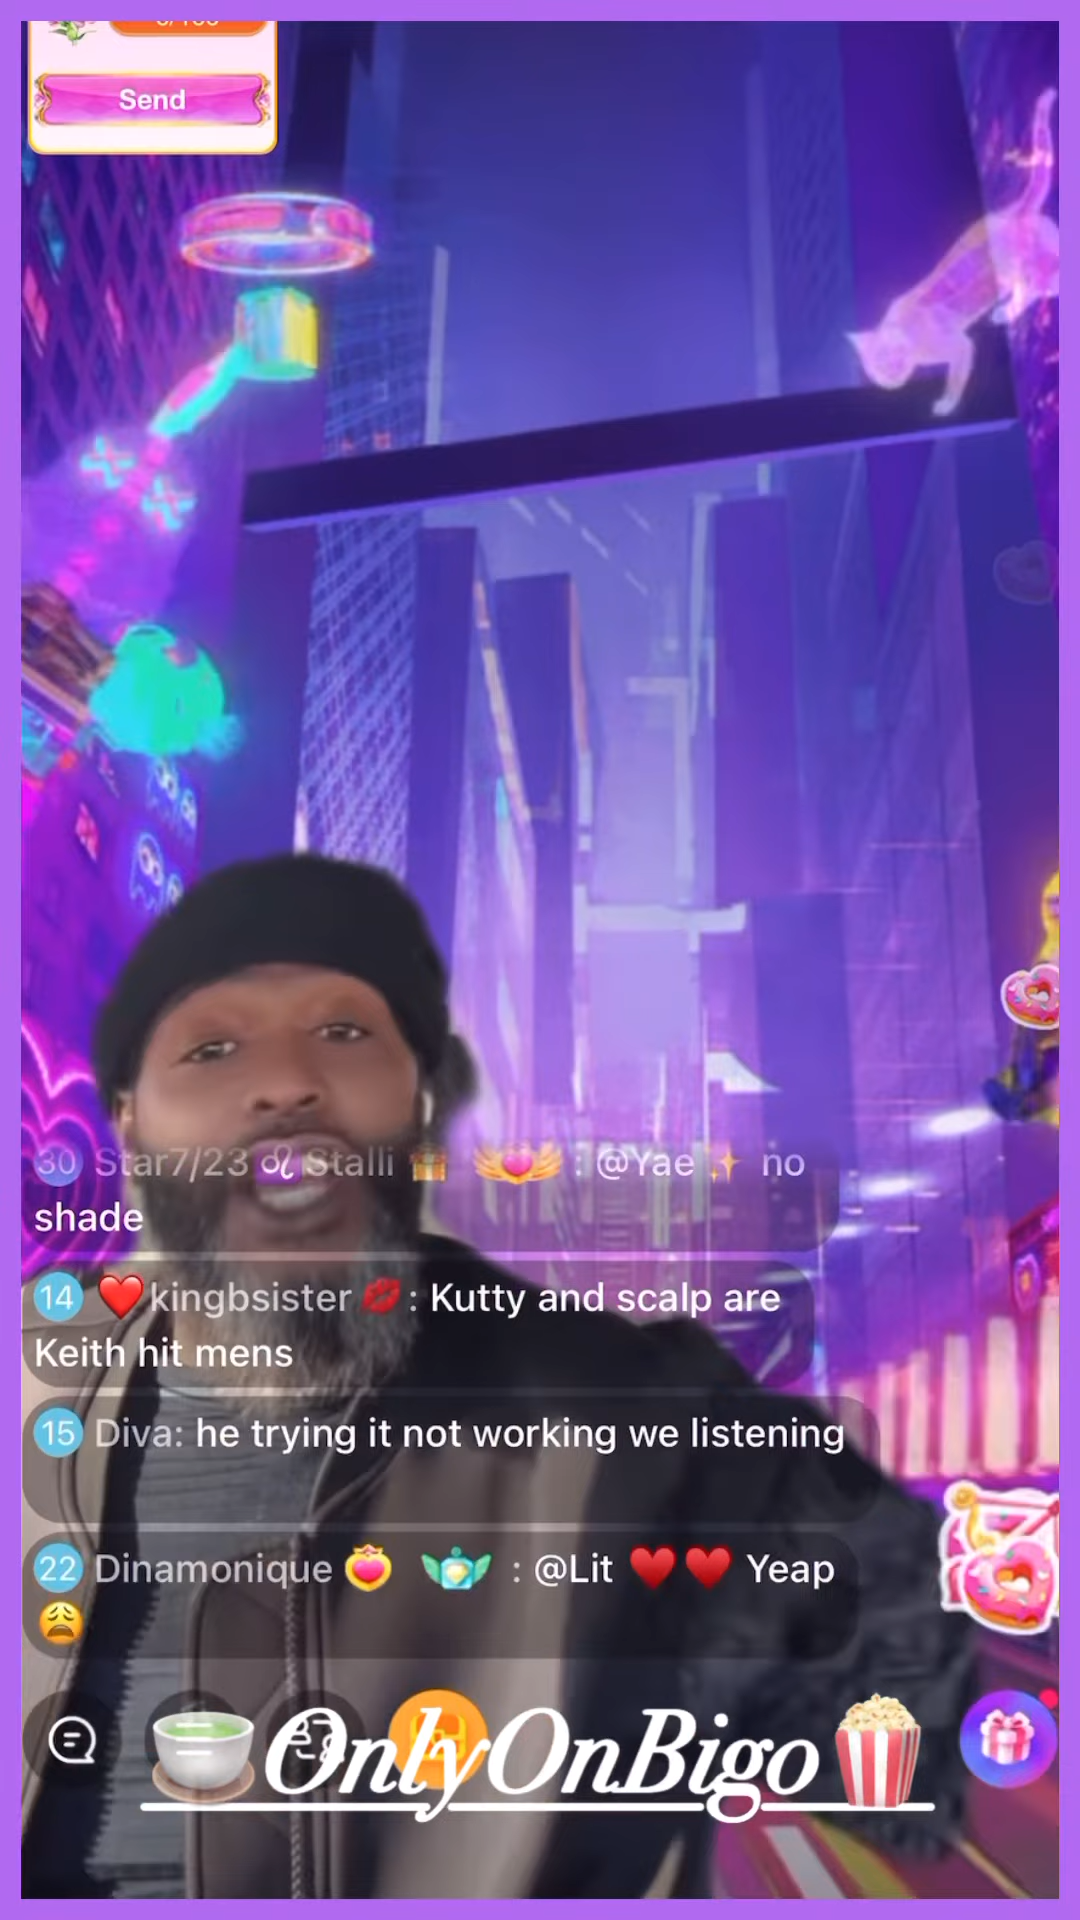 Send
30 Star7/23 ♌ Stalli 🎁 : @Yae ✨ no
shade
14 ❤️kingbsister 💋 : Kutty and scalp are
Keith hit mens
15 Diva: he trying it not working we listening
22 Dinamonique : @Lit ♥️♥️ Yeap
😩
🍵OnlyOnBigo🍿